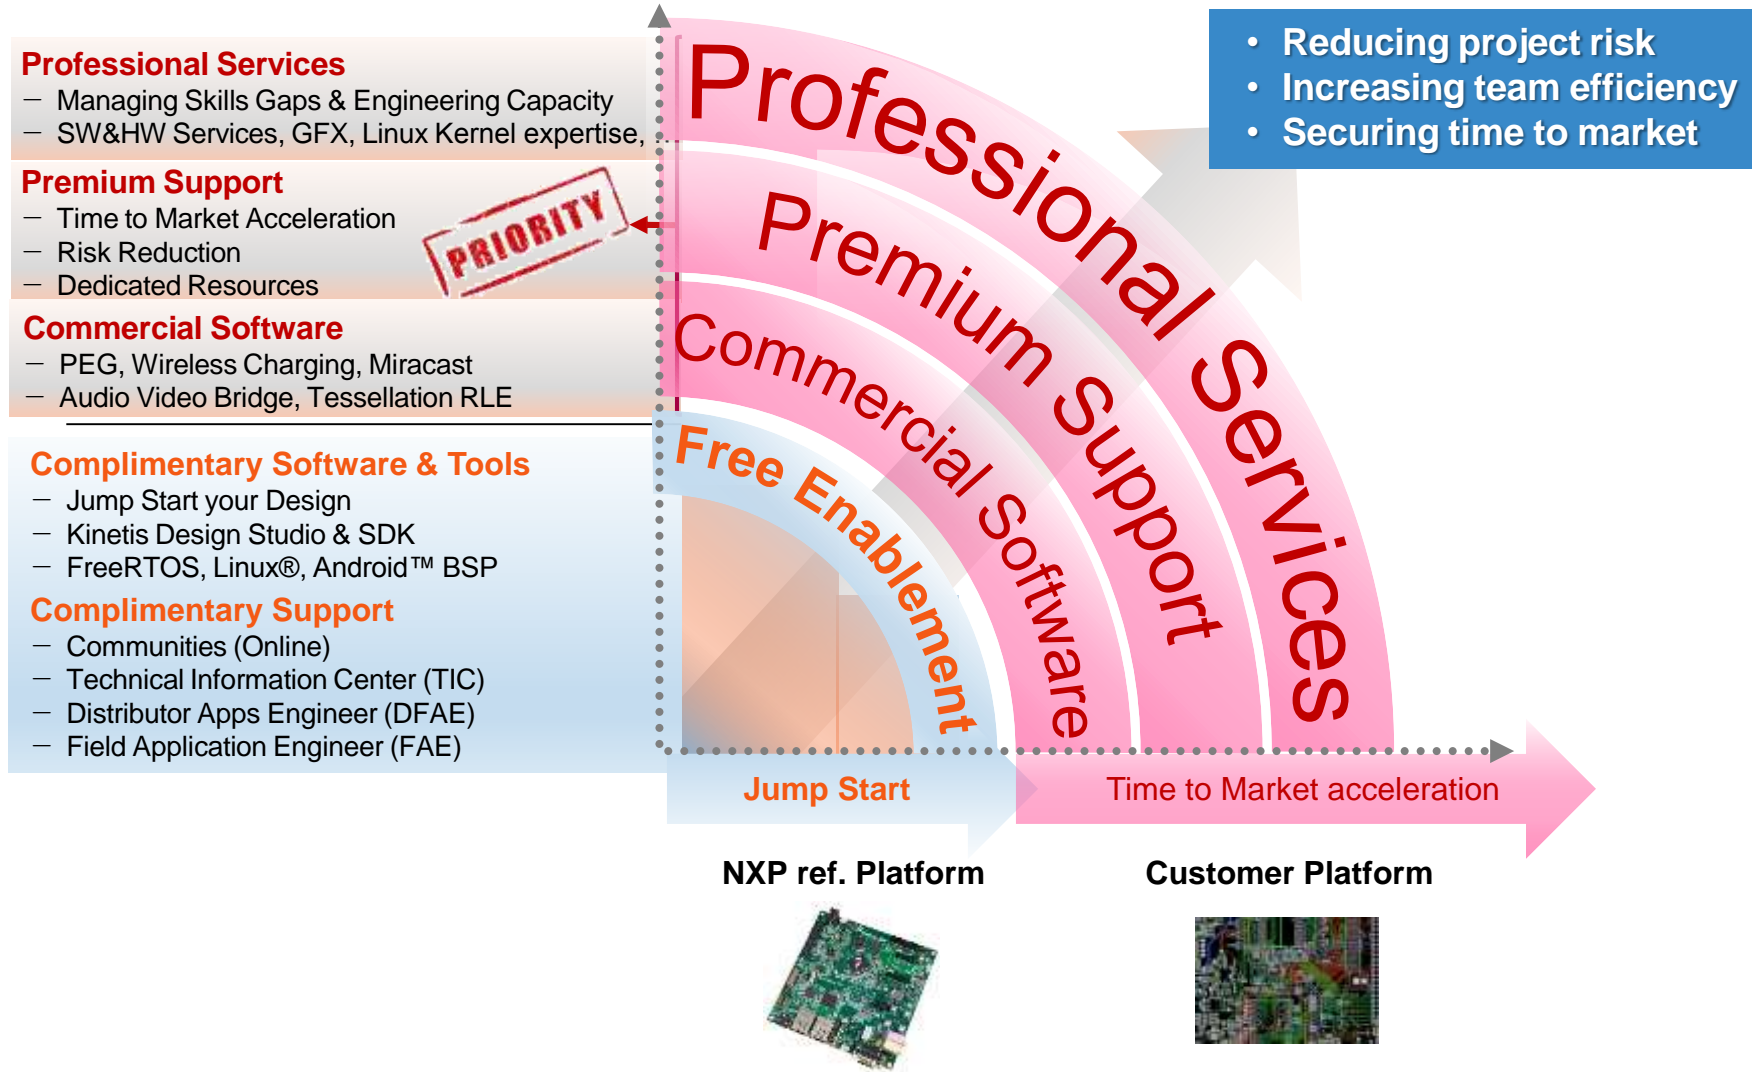 Professional Services
– Managing Skills Gaps & Engineering Capacity
– SW&HW Services, GFX, Linux Kernel expertise, …
Premium Support
– Time to Market Acceleration
– Risk Reduction
– Dedicated Resources
PRIORITY
Commercial Software
– PEG, Wireless Charging, Miracast
– Audio Video Bridge, Tessellation RLE
Complimentary Software & Tools
– Jump Start your Design
– Kinetis Design Studio & SDK
– FreeRTOS, Linux®, Android™ BSP
Complimentary Support
– Communities (Online)
– Technical Information Center (TIC)
– Distributor Apps Engineer (DFAE)
– Field Application Engineer (FAE)
Professional Services
Premium Support
Commercial Software
Free Enablement
• Reducing project risk
• Increasing team efficiency
• Securing time to market
Jump Start
Time to Market acceleration
NXP ref. Platform
Customer Platform